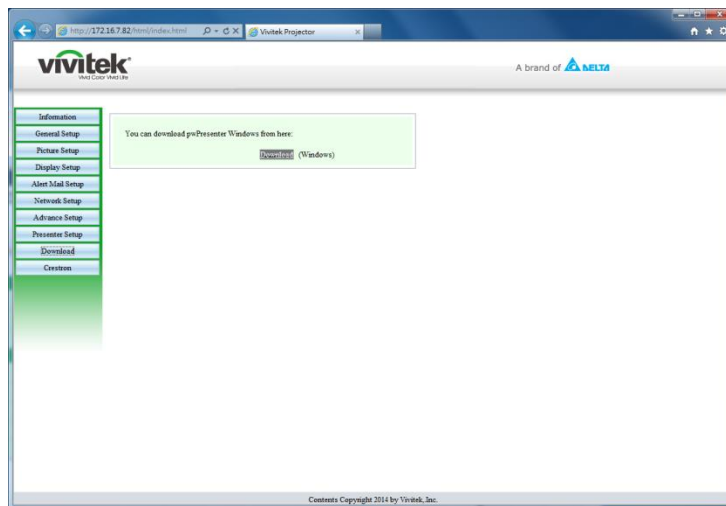 http://172.16.7.82/html/index.html
Vivitek Projector
vivitek
Vivid Color Vivid Life
A brand of DELTA
Information
General Setup
Picture Setup
Display Setup
Alert Mail Setup
Network Setup
Advance Setup
Presenter Setup
Download
Crestron
You can download pwPresenter Windows from here:
Download (Windows)
Contents Copyright 2014 by Vivitek, Inc.